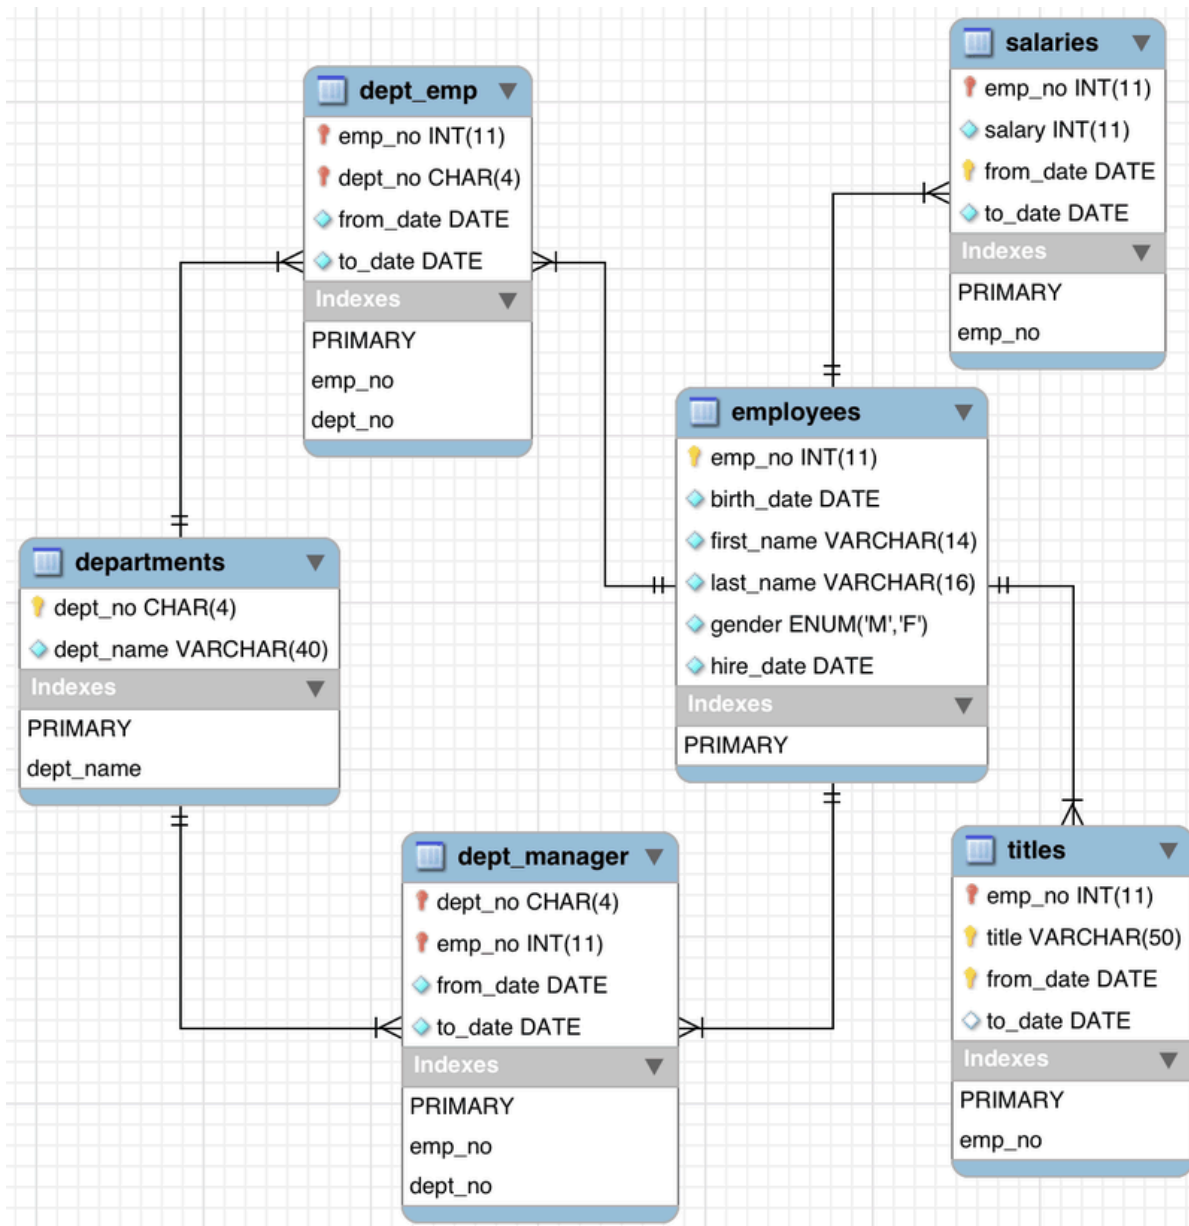 salaries
emp_no INT(11)
salary INT(11)
from_date DATE
to_date DATE
Indexes
PRIMARY
emp_no
dept_emp
emp_no INT(11)
dept_no CHAR(4)
from_date DATE
to_date DATE
Indexes
PRIMARY
emp_no
dept_no
employees
emp_no INT(11)
birth_date DATE
first_name VARCHAR(14)
last_name VARCHAR(16)
gender ENUM('M','F')
hire_date DATE
Indexes
PRIMARY
departments
dept_no CHAR(4)
dept_name VARCHAR(40)
Indexes
PRIMARY
dept_name
dept_manager
dept_no CHAR(4)
emp_no INT(11)
from_date DATE
to_date DATE
Indexes
PRIMARY
emp_no
dept_no
titles
emp_no INT(11)
title VARCHAR(50)
from_date DATE
to_date DATE
Indexes
PRIMARY
emp_no